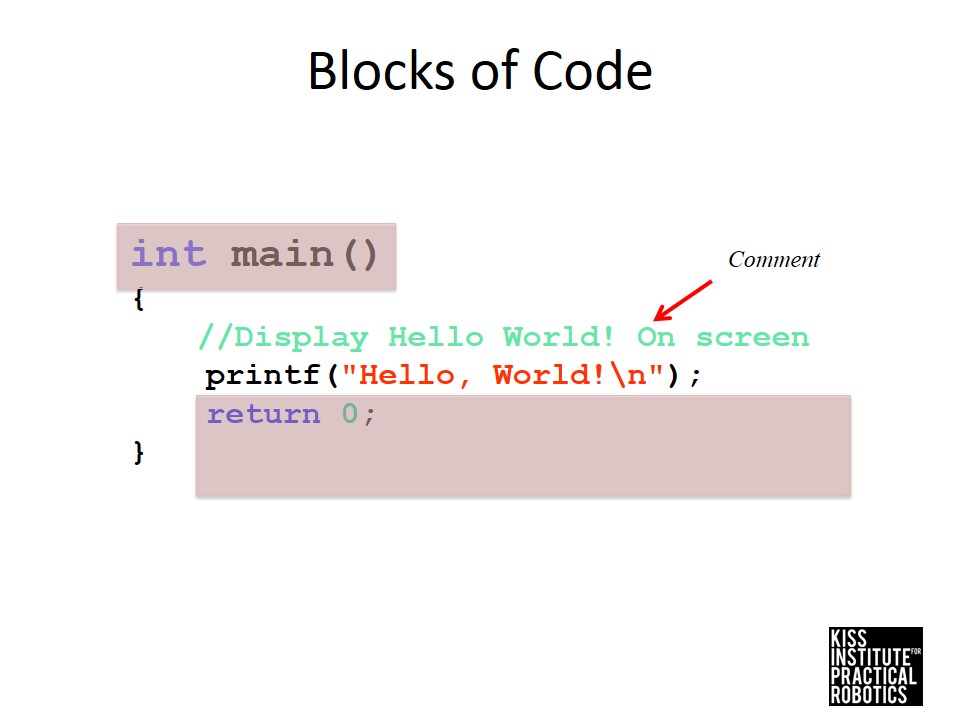 Blocks of Code
int main()
Comment
{
//Display Hello World! On screen
printf("Hello, World!\n");
return 0;
}
KISS
INSTITUTE FOR
PRACTICAL
ROBOTICS